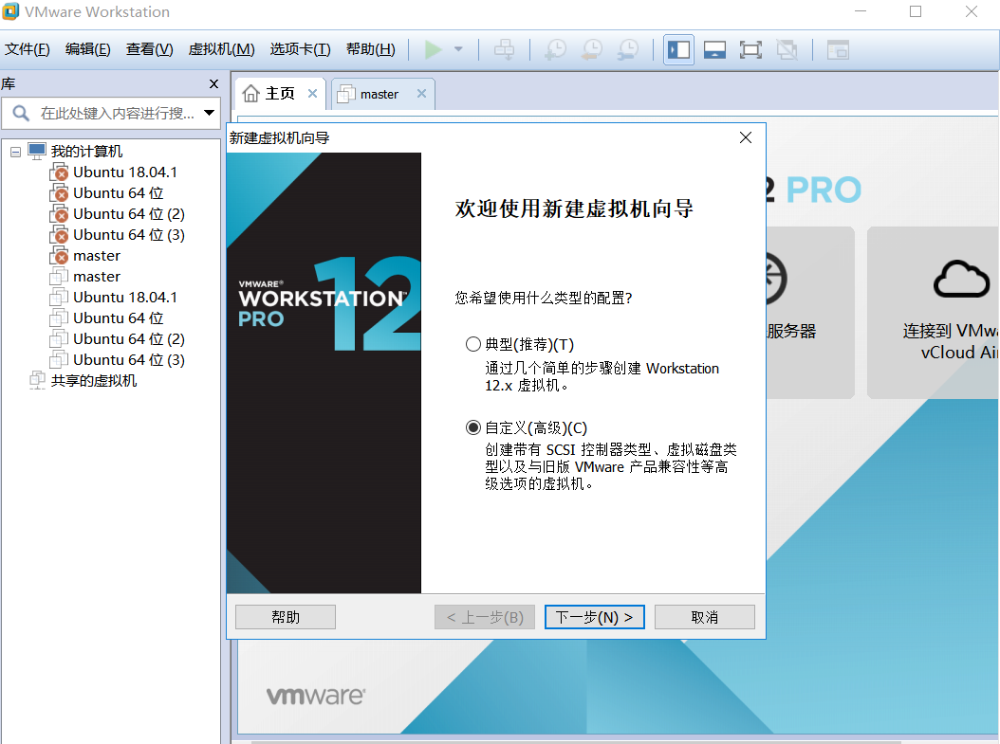 VMware Workstation
文件(F) 编辑(E) 查看(V) 虚拟机(M) 选项卡(T) 帮助(H)
库
主页
master
在此处键入内容进行搜...
我的计算机
Ubuntu 18.04.1
Ubuntu 64 位
Ubuntu 64 位 (2)
Ubuntu 64 位 (3)
master
master
Ubuntu 18.04.1
Ubuntu 64 位
Ubuntu 64 位 (2)
Ubuntu 64 位 (3)
共享的虚拟机
新建虚拟机向导
VMWARE®
WORKSTATION™
PRO
12
欢迎使用新建虚拟机向导
您希望使用什么类型的配置?
典型(推荐)(T)
通过几个简单的步骤创建 Workstation
12.x 虚拟机。
自定义(高级)(C)
创建带有 SCSI 控制器类型、虚拟磁盘类
型以及与旧版 VMware 产品兼容性等高
级选项的虚拟机。
帮助
< 上一步(B)
下一步(N) >
取消
2 PRO
服务器
连接到 VMwa
vCloud Air
vmware®